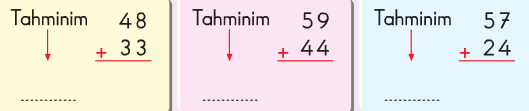 Tahminim 48
+ 33
............
Tahminim 59
+ 44
............
Tahminim 57
+ 24
............